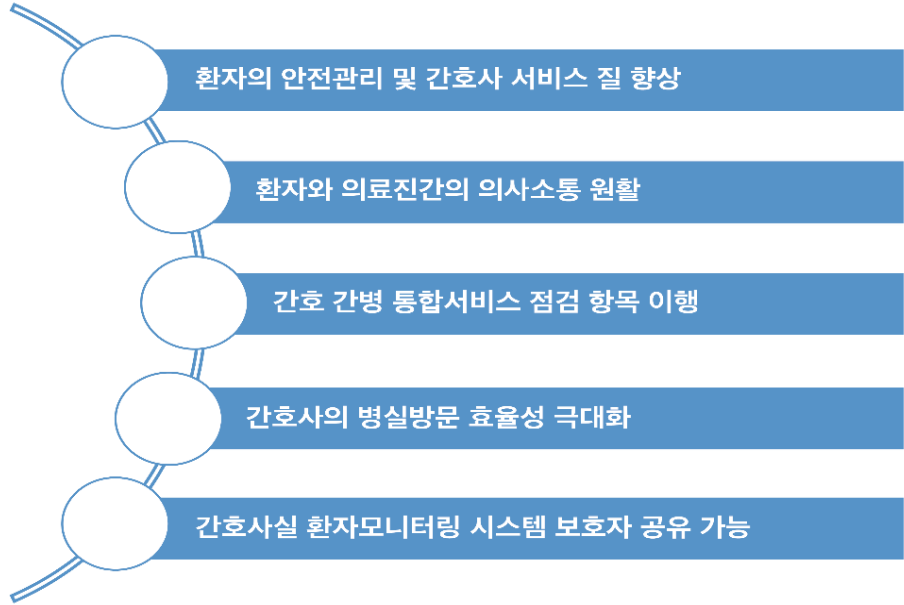 환자의 안전관리 및 간호사 서비스 질 향상
환자와 의료진간의 의사소통 원활
간호 간병 통합서비스 점검 항목 이행
간호사의 병실방문 효율성 극대화
간호사실 환자모니터링 시스템 보호자 공유 가능